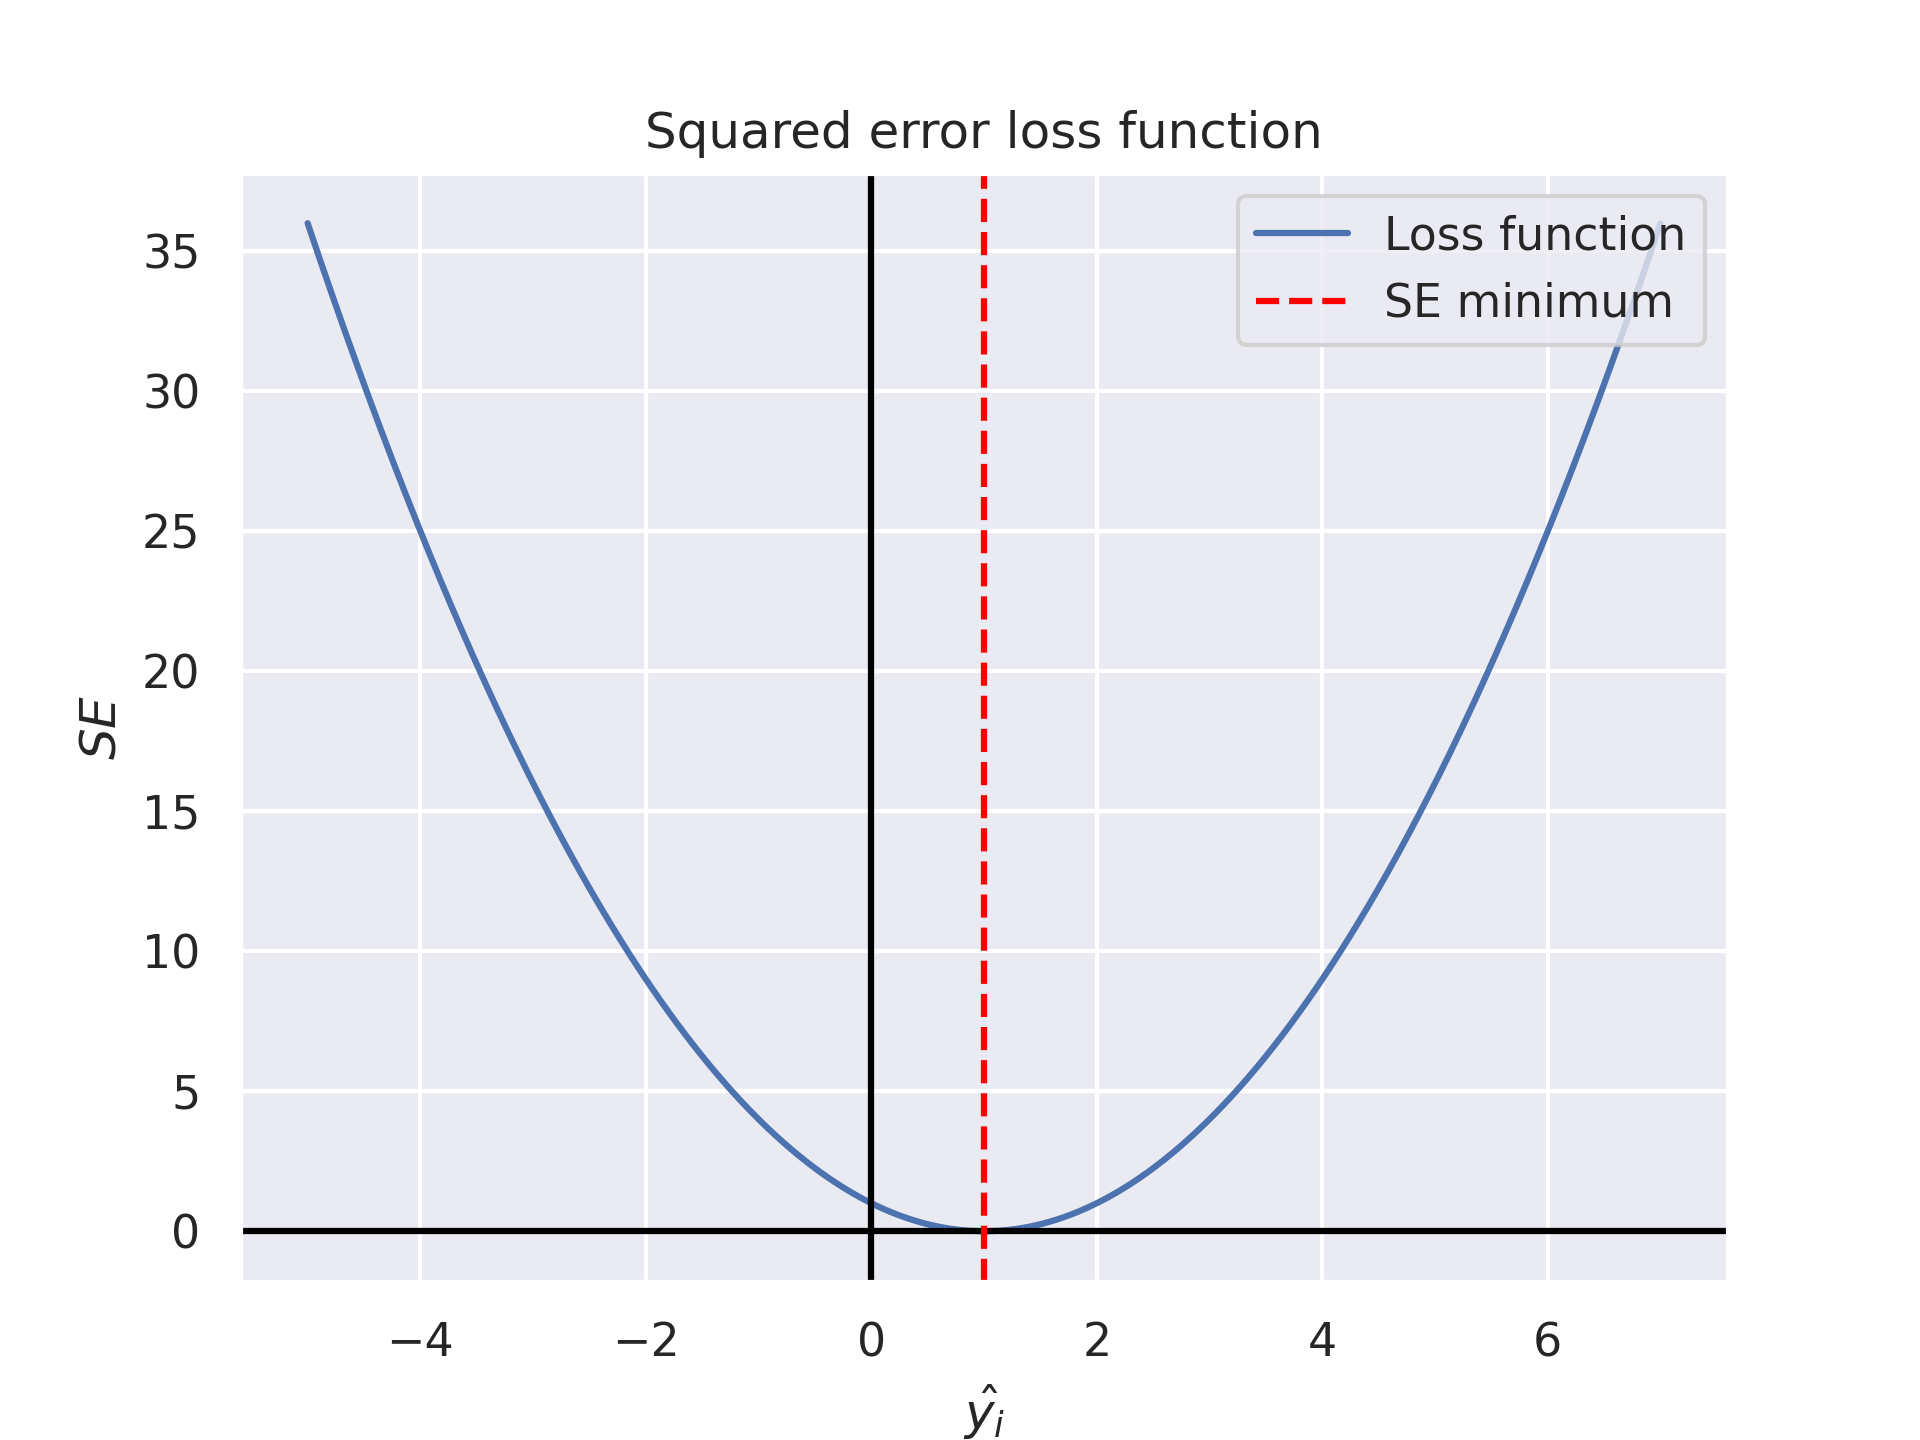 Squared error loss function
Loss function
SE minimum
35
30
25
20
15
10
5
0
SE
−4 −2 0 2 4 6
ŷᵢ